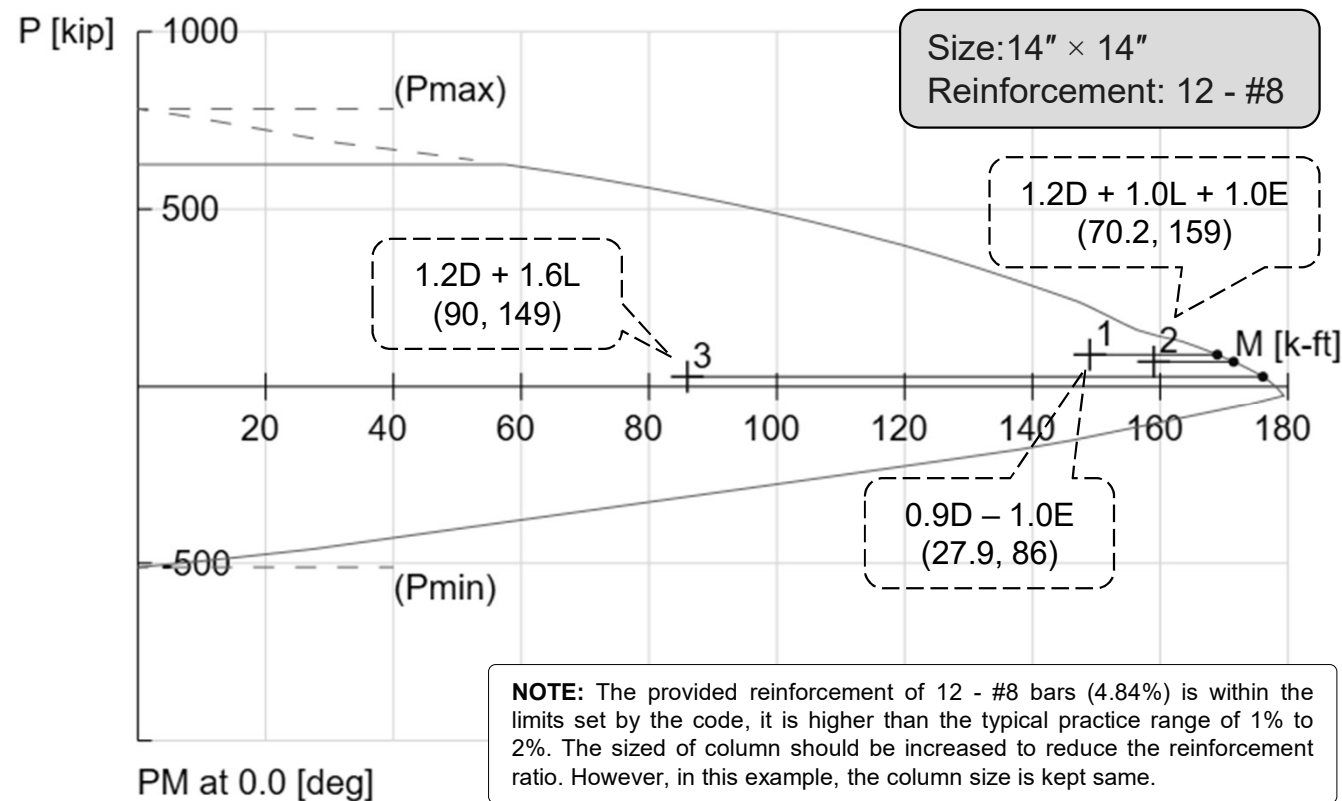 P [kip]
1000
Size:14″ × 14″
Reinforcement: 12 - #8
(Pmax)
500
1.2D + 1.0L + 1.0E
(70.2, 159)
1.2D + 1.6L
(90, 149)
3
1
2
M [k-ft]
20
40
60
80
100
120
140
160
180
0.9D – 1.0E
(27.9, 86)
-500
(Pmin)
NOTE: The provided reinforcement of 12 - #8 bars (4.84%) is within the
limits set by the code, it is higher than the typical practice range of 1% to
2%. The sized of column should be increased to reduce the reinforcement
ratio. However, in this example, the column size is kept same.
PM at 0.0 [deg]